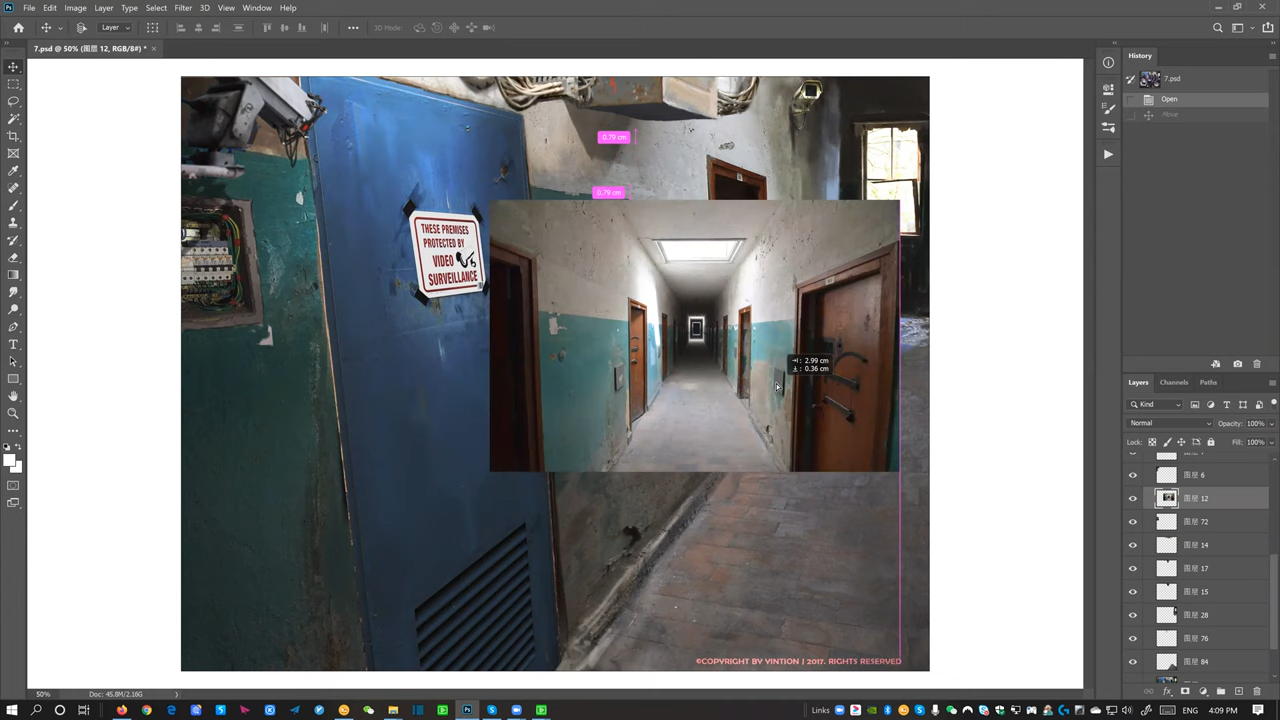 File Edit Image Layer Type Select Filter 3D View Window Help
Layer
3D Mode:
7.psd @ 50% (图层 12, RGB/8#) *
0.79 cm
0.79 cm
THESE PREMISES
PROTECTED BY
VIDEO
SURVEILLANCE
2.99 cm
0.36 cm
©COPYRIGHT BY VINTION | 2017. RIGHTS RESERVED
History
7.psd
Open
Move
Layers Channels Paths
Kind
Normal Opacity: 100%
Lock: Fill: 100%
图层 6
图层 12
图层 72
图层 14
图层 17
图层 15
图层 28
图层 76
图层 84
50% Doc: 45.8M/2.16G
Links
ENG 4:09 PM